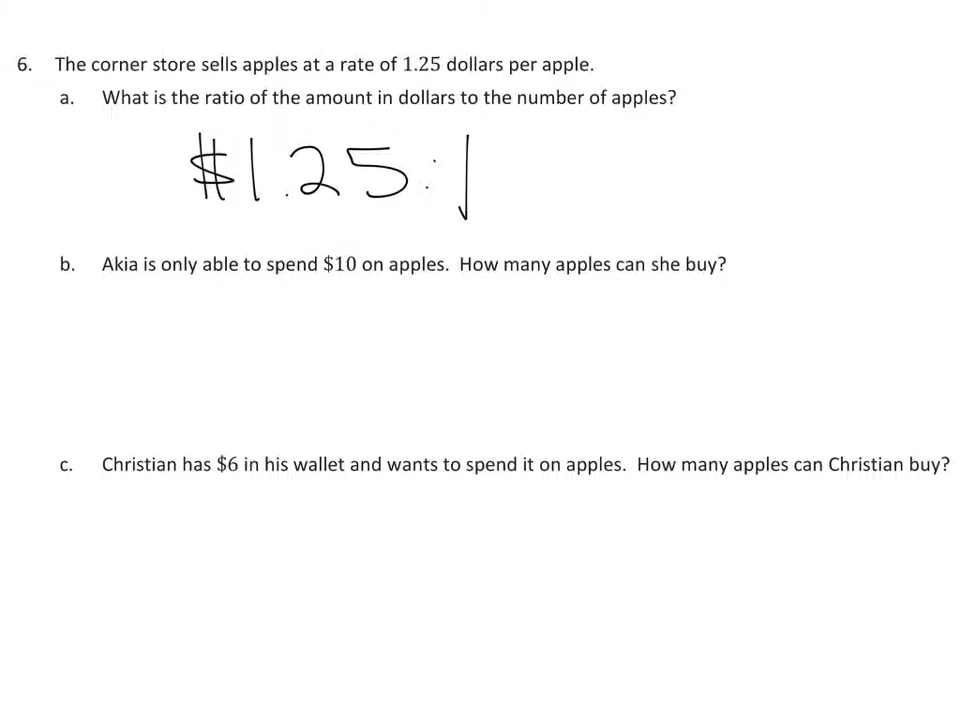 6. The corner store sells apples at a rate of 1.25 dollars per apple.
a. What is the ratio of the amount in dollars to the number of apples?
$1.25:1
b. Akia is only able to spend $10 on apples. How many apples can she buy?
c. Christian has $6 in his wallet and wants to spend it on apples. How many apples can Christian buy?